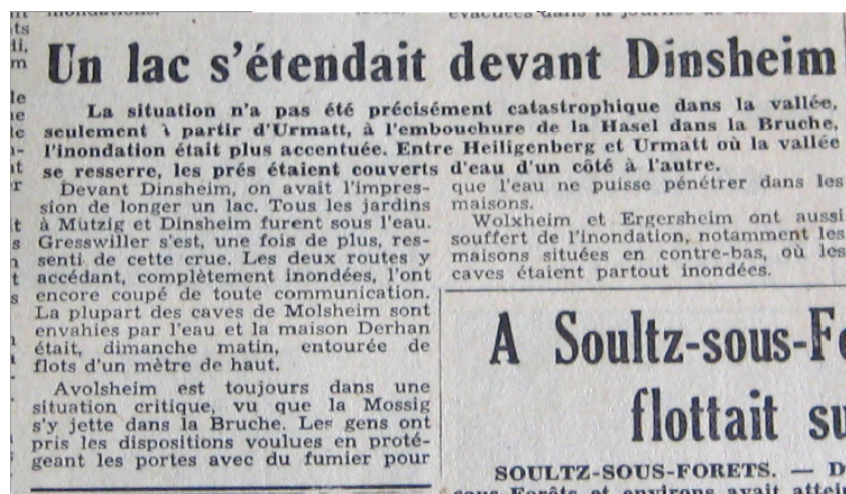 Un lac s'étendait devant Dinsheim
La situation n'a pas été précisément catastrophique dans la vallée,
seulement à partir d'Urmatt, à l'embouchure de la Hasel dans la Bruche,
l'inondation était plus accentuée. Entre Heiligenberg et Urmatt où la vallée
se resserre, les prés étaient couverts d'eau d'un côté à l'autre.
Devant Dinsheim, on avait l'impres-
sion de longer un lac. Tous les jardins
à Mutzig et Dinsheim furent sous l'eau.
Gresswiller s'est, une fois de plus, res-
senti de cette crue. Les deux routes y
accédant, complètement inondées, l'ont
encore coupé de toute communication.
La plupart des caves de Molsheim sont
envahies par l'eau et la maison Derhan
était, dimanche matin, entourée de
flots d'un mètre de haut.
Avolsheim est toujours dans une
situation critique, vu que la Mossig
s'y jette dans la Bruche. Les gens ont
pris les dispositions voulues en proté-
geant les portes avec du fumier pour
que l'eau ne puisse pénétrer dans les
maisons.
Wolxheim et Ergersheim ont aussi
souffert de l'inondation, notamment les
maisons situées en contre-bas, où les
caves étaient partout inondées.
A Soultz-sous-Fo
flottait su
SOULTZ-SOUS-FORETS. — D
sous-Forêts et environs avait attei